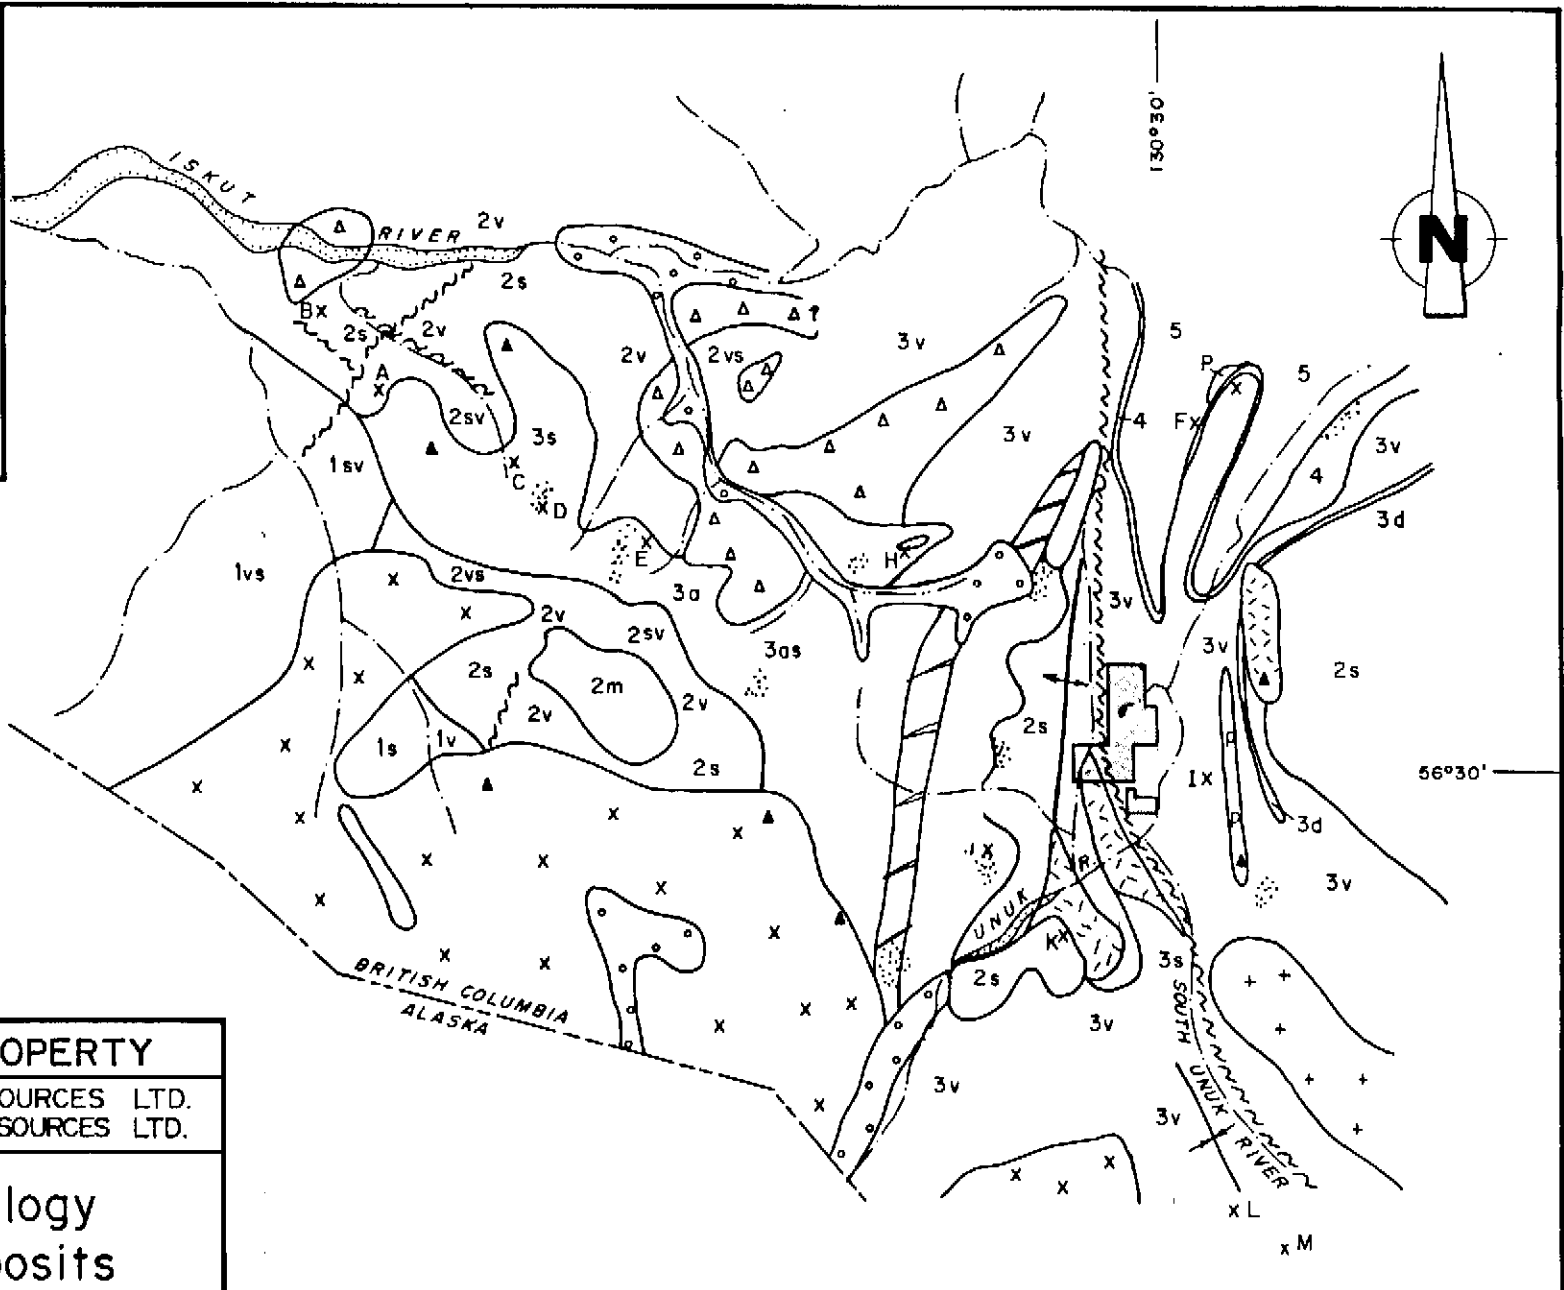 130°30'
N
ISKUT
RIVER
2v
2s
Bx
2s
2v
A
2sv
3s
2v
2vs
3v
5
P
5
4
F
3v
3v
4
1sv
C
D
E
H
3d
1vs
2vs
3a
2v
2sv
3as
3v
3v
2s
2s
2m
2v
2v
2s
1s
1v
2s
P
I
56°30'
P
3d
J
R
3v
UNUK
K
BRITISH COLUMBIA
ALASKA
2s
3s
3v
3v
3v
SOUTH UNUK RIVER
L
M
OPERTY
OURCES LTD.
SOURCES LTD.
logy
posits